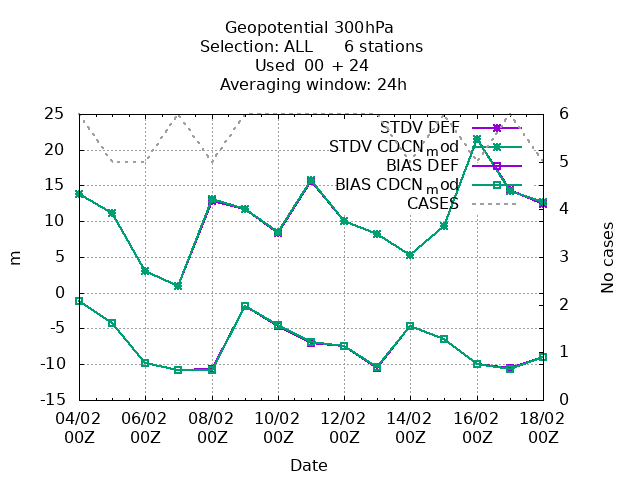 Geopotential 300hPa
Selection: ALL 6 stations
Used 00 + 24
Averaging window: 24h
25
20
15
10
5
0
-5
-10
-15
m
6
5
4
3
2
1
0
No cases
STDV DEF
STDV CDCN_mod
BIAS DEF
BIAS CDCN_mod
CASES
04/02 06/02 08/02 10/02 12/02 14/02 16/02 18/02
00Z 00Z 00Z 00Z 00Z 00Z 00Z 00Z
Date